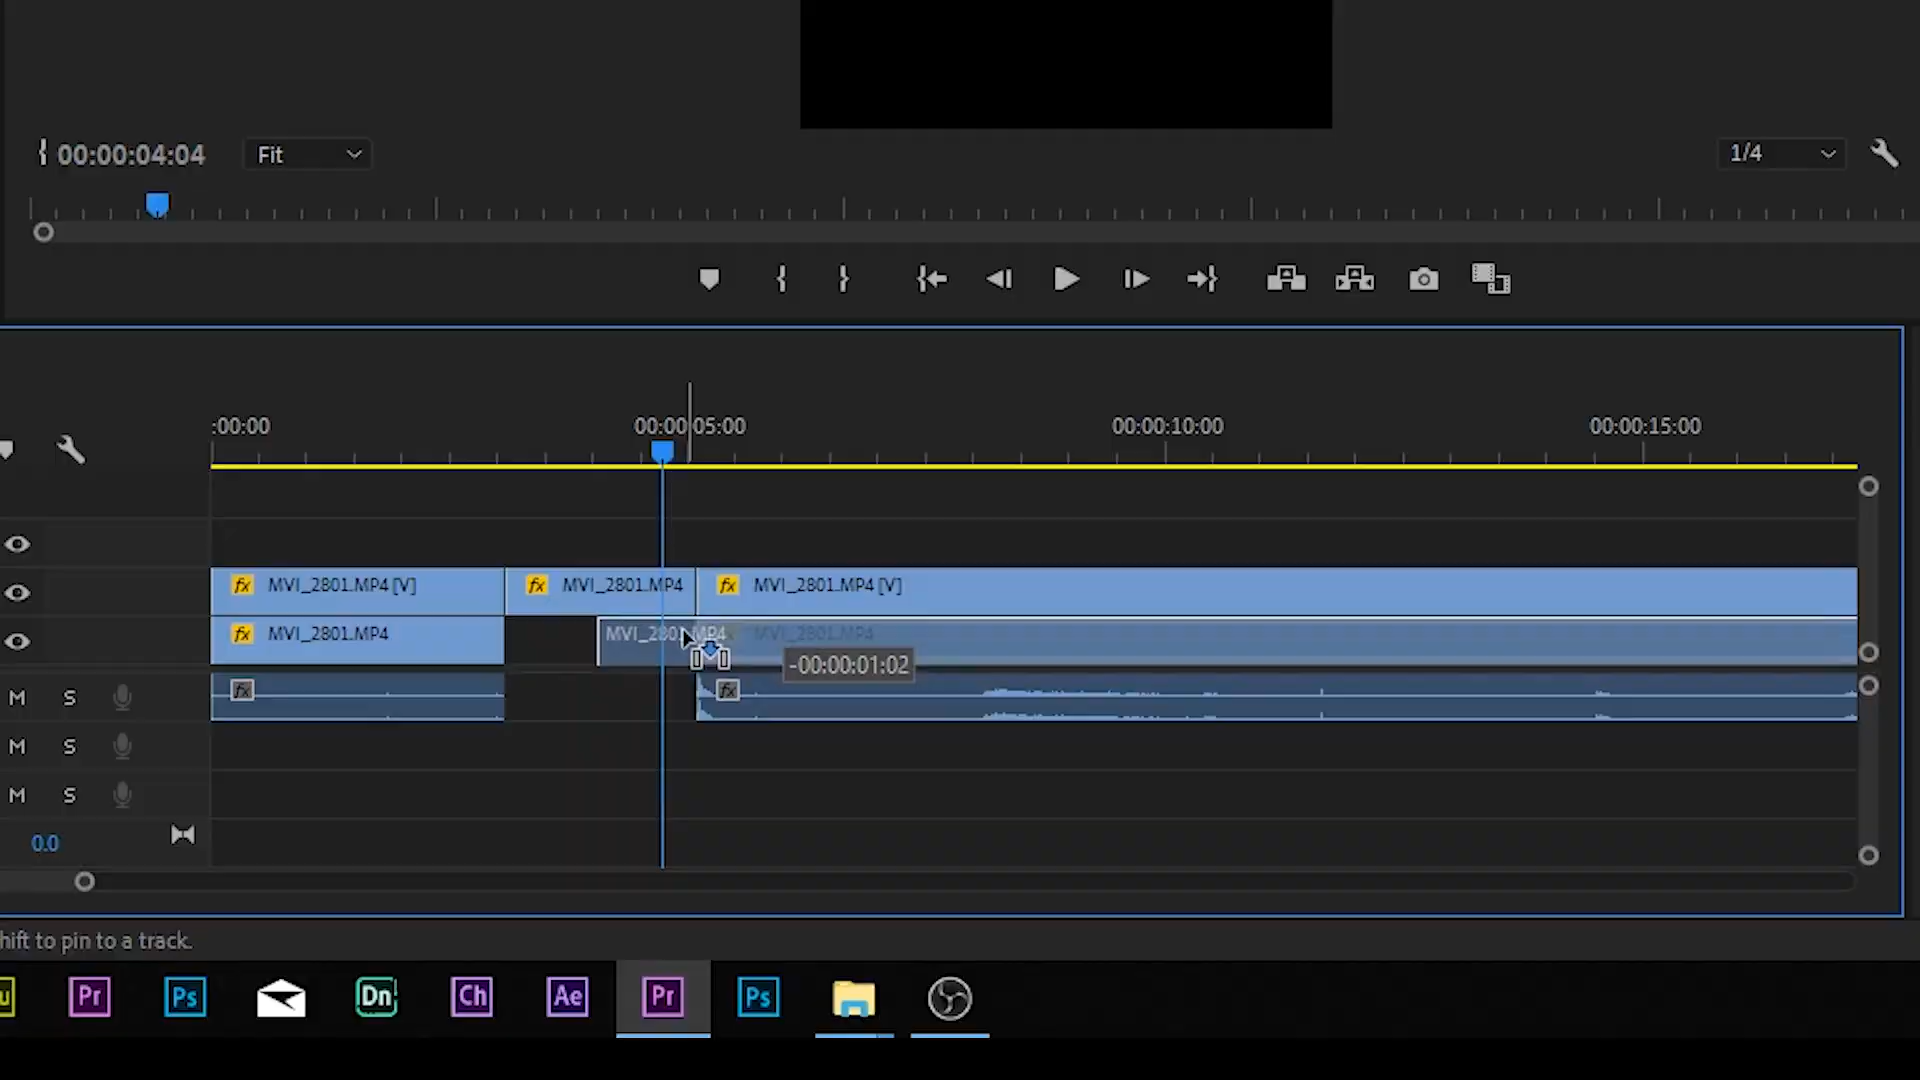 00:00:04:04
Fit
1/4
:00:00
00:00:05:00
00:00:10:00
00:00:15:00
fx MVI_2801.MP4 [V]
fx MVI_2801.MP4
fx MVI_2801.MP4 [V]
fx MVI_2801.MP4
MVI_2801.MP4
MVI_2801.MP4
-00:00:01:02
fx
fx
M S
M S
M S
0.0
hift to pin to a track.
u
Pr
Ps
Dn
Ch
Ae
Pr
Ps